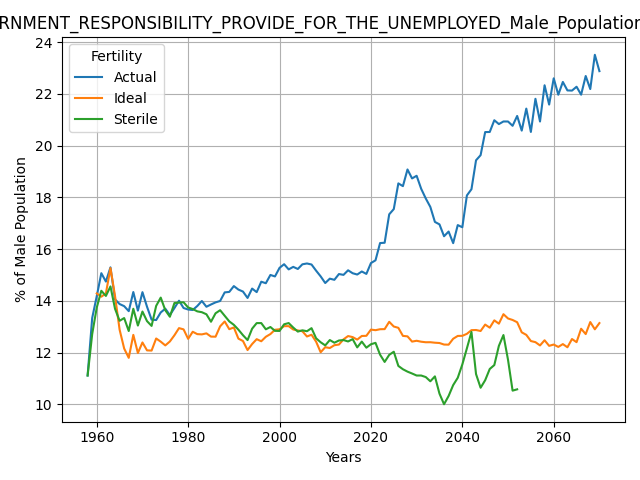 RNMENT_RESPONSIBILITY_PROVIDE_FOR_THE_UNEMPLOYED_Male_Population
Fertility
Actual
Ideal
Sterile
% of Male Population
24
22
20
18
16
14
12
10
1960
1980
2000
2020
2040
2060
Years